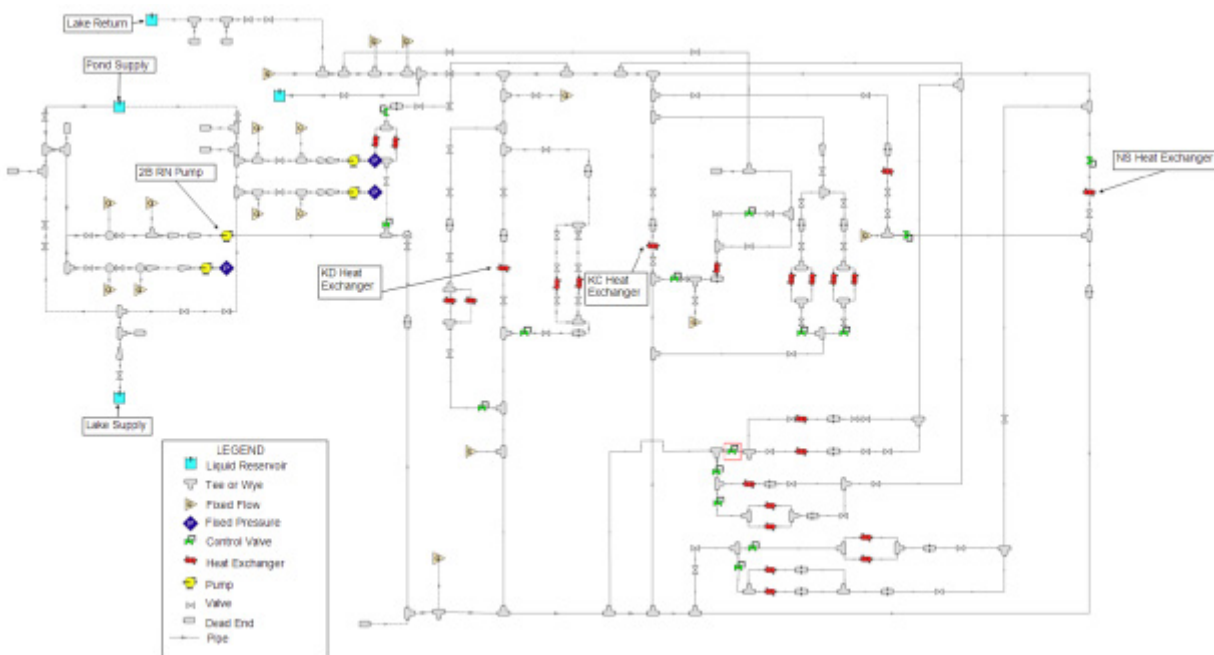 Lake Return
Pond Supply
2B RN Pump
NS Heat Exchanger
KD Heat
Exchanger
KC Heat
Exchanger
Lake Supply
LEGEND
Liquid Reservoir
Tee or Wye
Fixed Flow
Fixed Pressure
Control Valve
Heat Exchanger
Pump
Valve
Dead End
Pipe